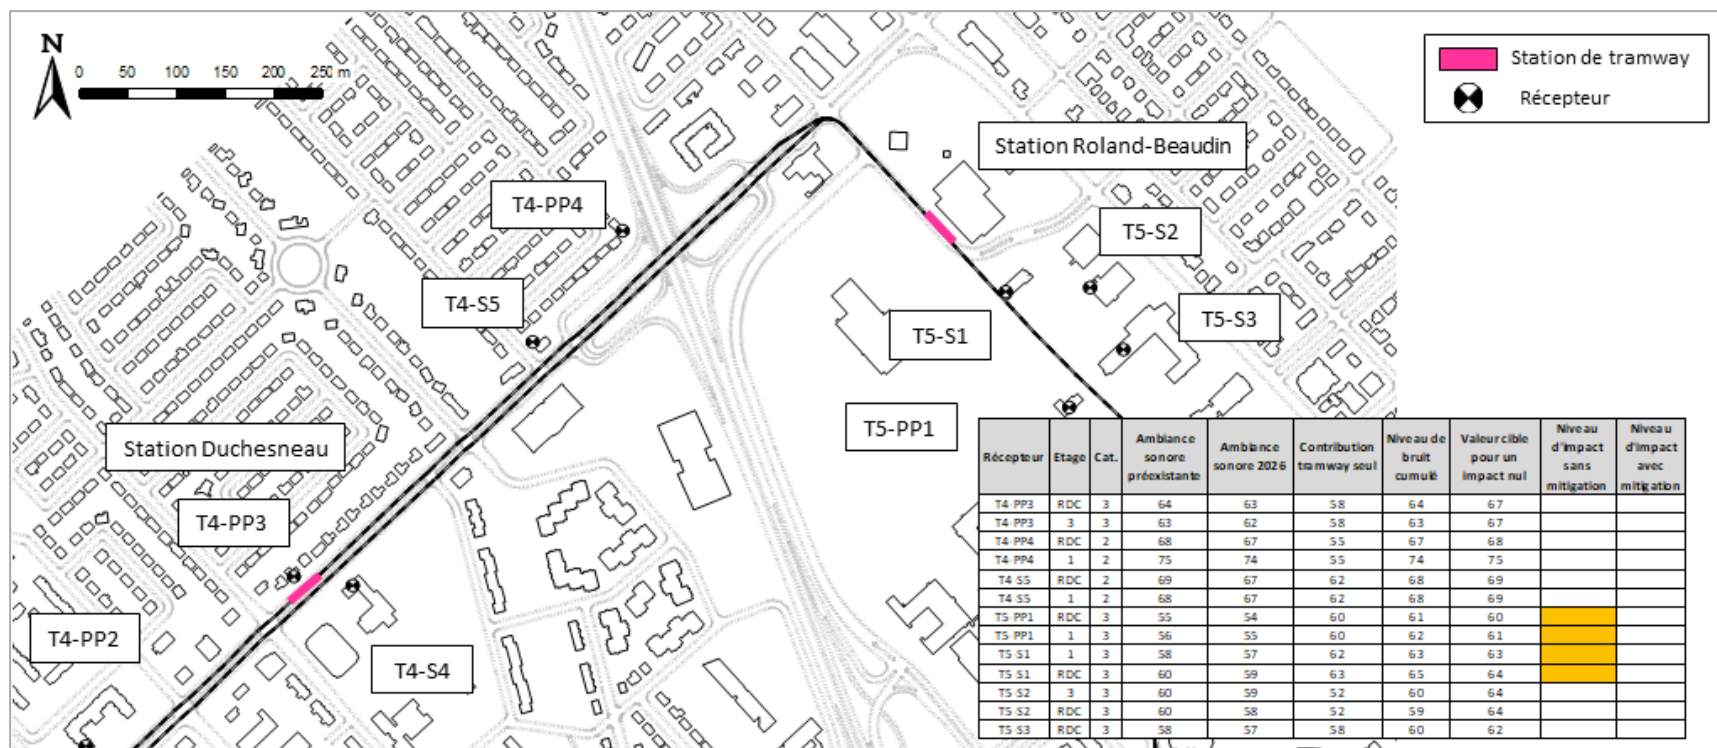 N
0 50 100 150 200 250 m
Station de tramway
Récepteur
Station Roland-Beaudin
T4-PP4
T5-S2
T4-S5
T5-S3
T5-S1
T5-PP1
Station Duchesneau
T4-PP3
T4-PP2
T4-S4
Récepteur Etage Cat. Ambiance sonore préexistante Ambiance sonore 2026 Contribution tramway seul Niveau de bruit cumulé Valeur cible pour un impact nul Niveau d'impact sans mitigation Niveau d'impact avec mitigation
T4-PP3 RDC 3 64 63 58 64 67
T4-PP3 3 3 63 62 58 63 67
T4-PP4 RDC 2 68 67 55 67 68
T4-PP4 1 2 75 74 55 74 75
T4-S5 RDC 2 69 67 62 68 69
T4-S5 1 2 68 67 62 68 69
T5-PP1 RDC 3 55 54 60 61 60
T5-PP1 1 3 56 55 60 62 61
T5-S1 1 3 58 57 62 63 63
T5-S1 RDC 3 60 59 63 65 64
T5-S2 3 3 60 59 52 60 64
T5-S2 RDC 3 60 58 52 59 64
T5-S3 RDC 3 58 57 58 60 62